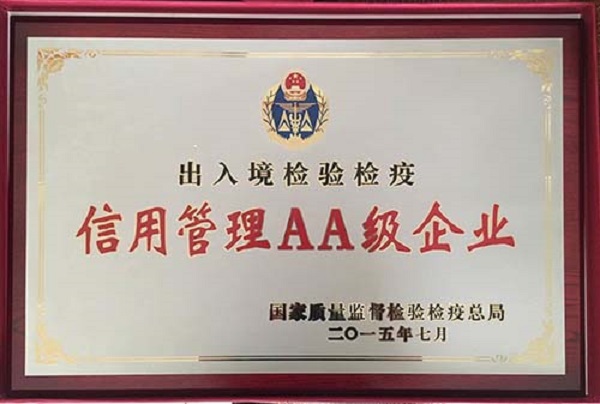 出入境检验检疫
信用管理AA级企业
国家质量监督检验检疫总局
二〇一五年七月